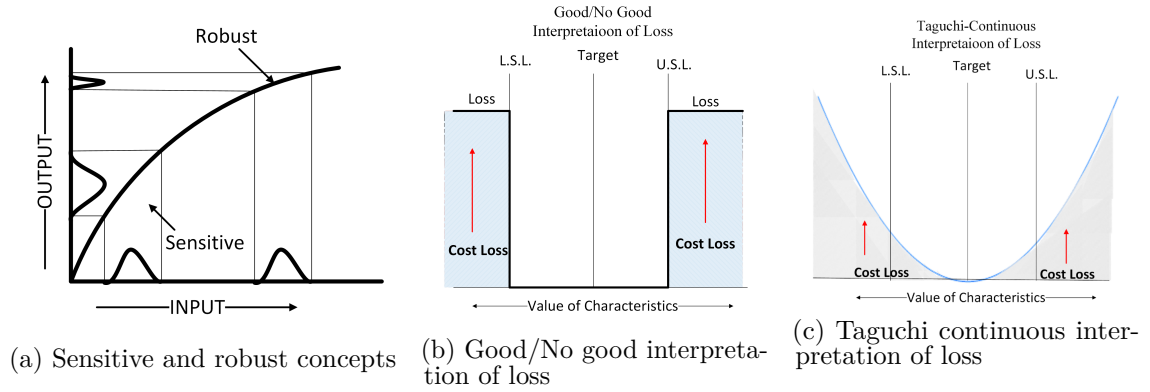 Robust
OUTPUT
Sensitive
INPUT
(a) Sensitive and robust concepts
Good/No Good
Interpretaioon of Loss
Target
L.S.L.
U.S.L.
Loss
Loss
Cost Loss
Cost Loss
Value of Characteristics
(b) Good/No good interpreta-
tion of loss
Taguchi-Continuous
Interpretaioon of Loss
Target
L.S.L.
U.S.L.
Cost Loss
Cost Loss
Value of Characteristics
(c) Taguchi continuous inter-
pretation of loss